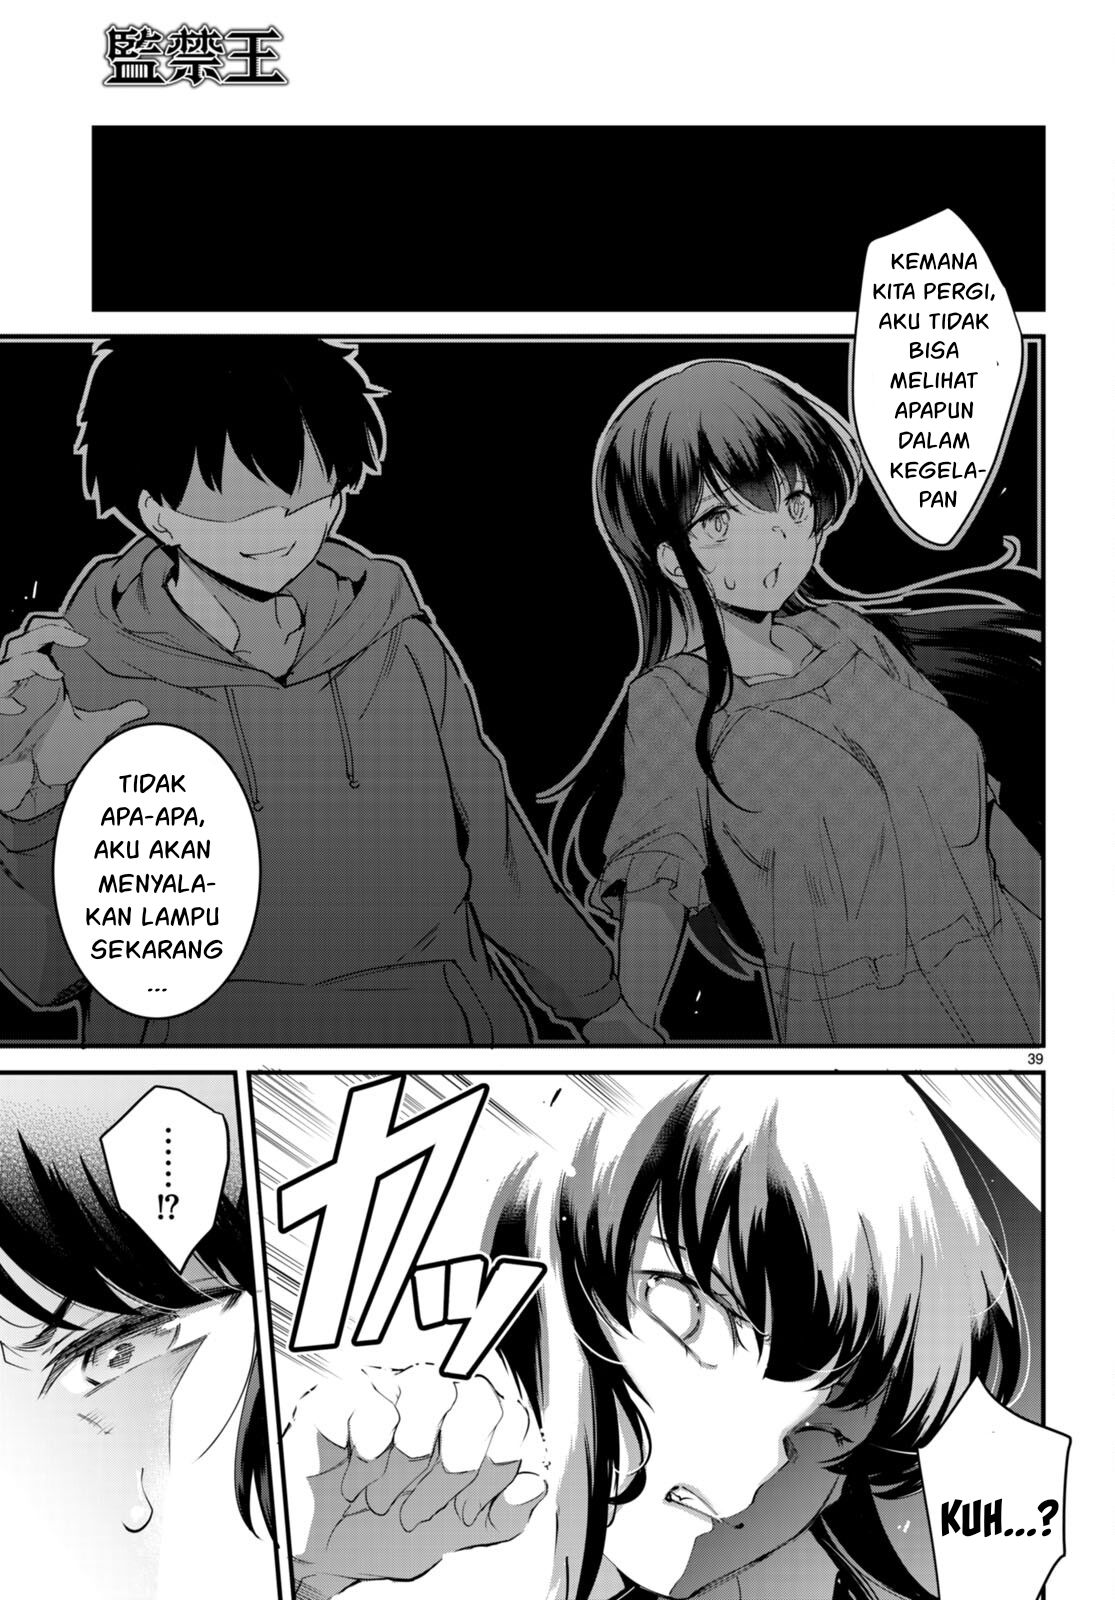 監禁王
KEMANA
KITA PERGI,
AKU TIDAK
BISA
MELIHAT
APAPUN
DALAM
KEGELA-
PAN
TIDAK
APA-APA,
AKU AKAN
MENYALA-
KAN LAMPU
SEKARANG
...
39
カッ
KUH...?
.......!?